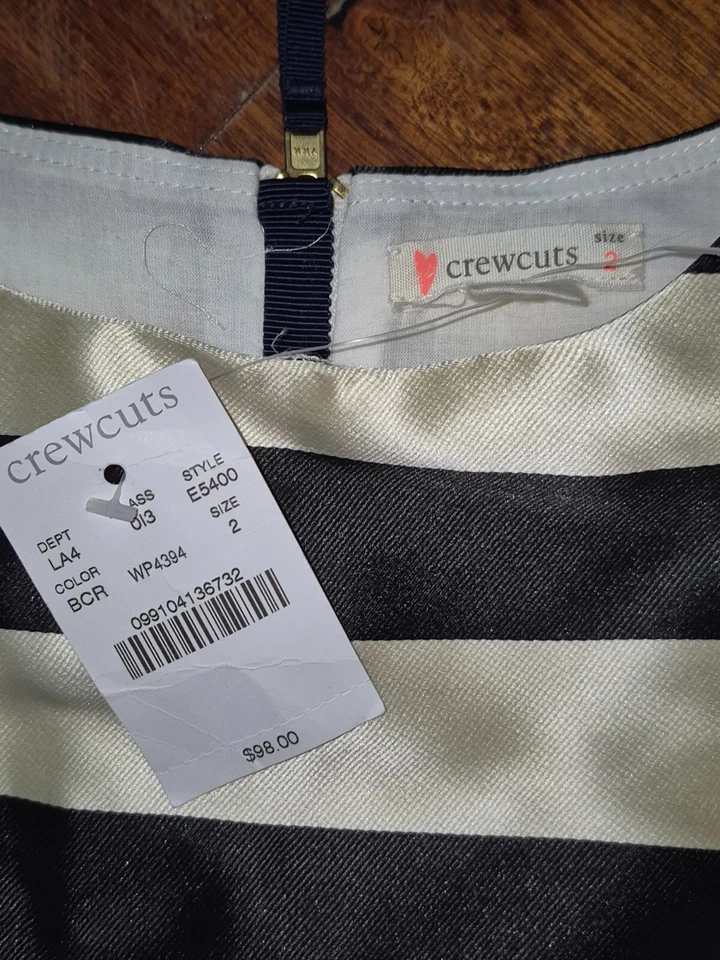 size
crewcuts 2
crewcuts
DEPT ASS STYLE
LA4 013 E5400
COLOR SIZE
BCR WP4394 2
099104136732
$98.00